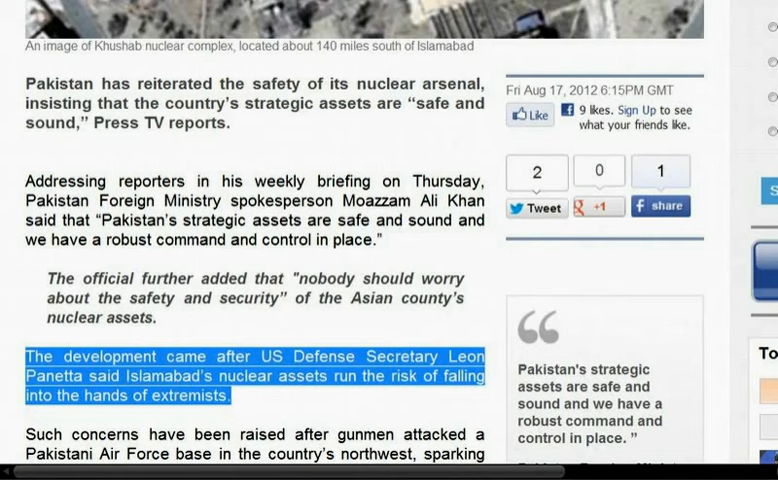 An image of Khushab nuclear complex, located about 140 miles south of Islamabad
Pakistan has reiterated the safety of its nuclear arsenal,
insisting that the country's strategic assets are “safe and
sound,” Press TV reports.
Addressing reporters in his weekly briefing on Thursday,
Pakistan Foreign Ministry spokesperson Moazzam Ali Khan
said that “Pakistan's strategic assets are safe and sound and
we have a robust command and control in place.”
The official further added that "nobody should worry
about the safety and security” of the Asian county's
nuclear assets.
The development came after US Defense Secretary Leon
Panetta said Islamabad's nuclear assets run the risk of falling
into the hands of extremists.
Such concerns have been raised after gunmen attacked a
Pakistani Air Force base in the country's northwest, sparking
Fri Aug 17, 2012 6:15PM GMT
Like
9 likes. Sign Up to see
what your friends like.
2
0
1
Tweet
+1
share
“
Pakistan's strategic
assets are safe and
sound and we have a
robust command and
control in place. ”
S
To